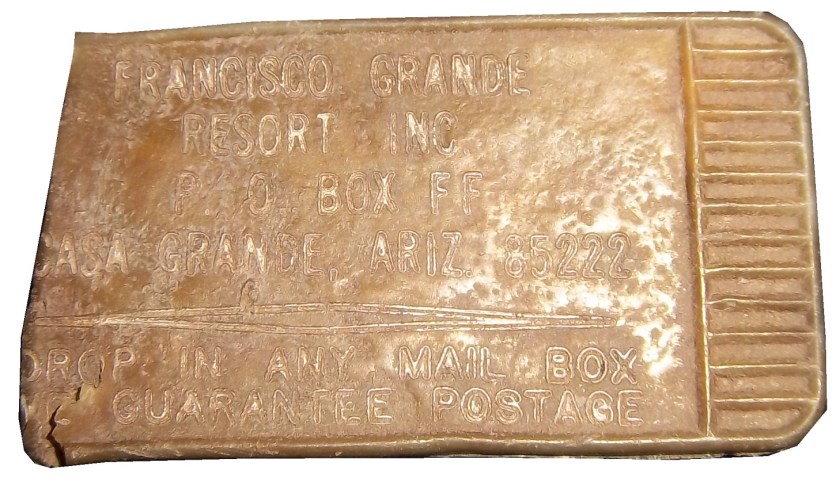 FRANCISCO GRANDE
RESORT INC.
P. O. BOX FF
CASA GRANDE, ARIZ. 85222
DROP IN ANY MAIL BOX
GUARANTEE POSTAGE